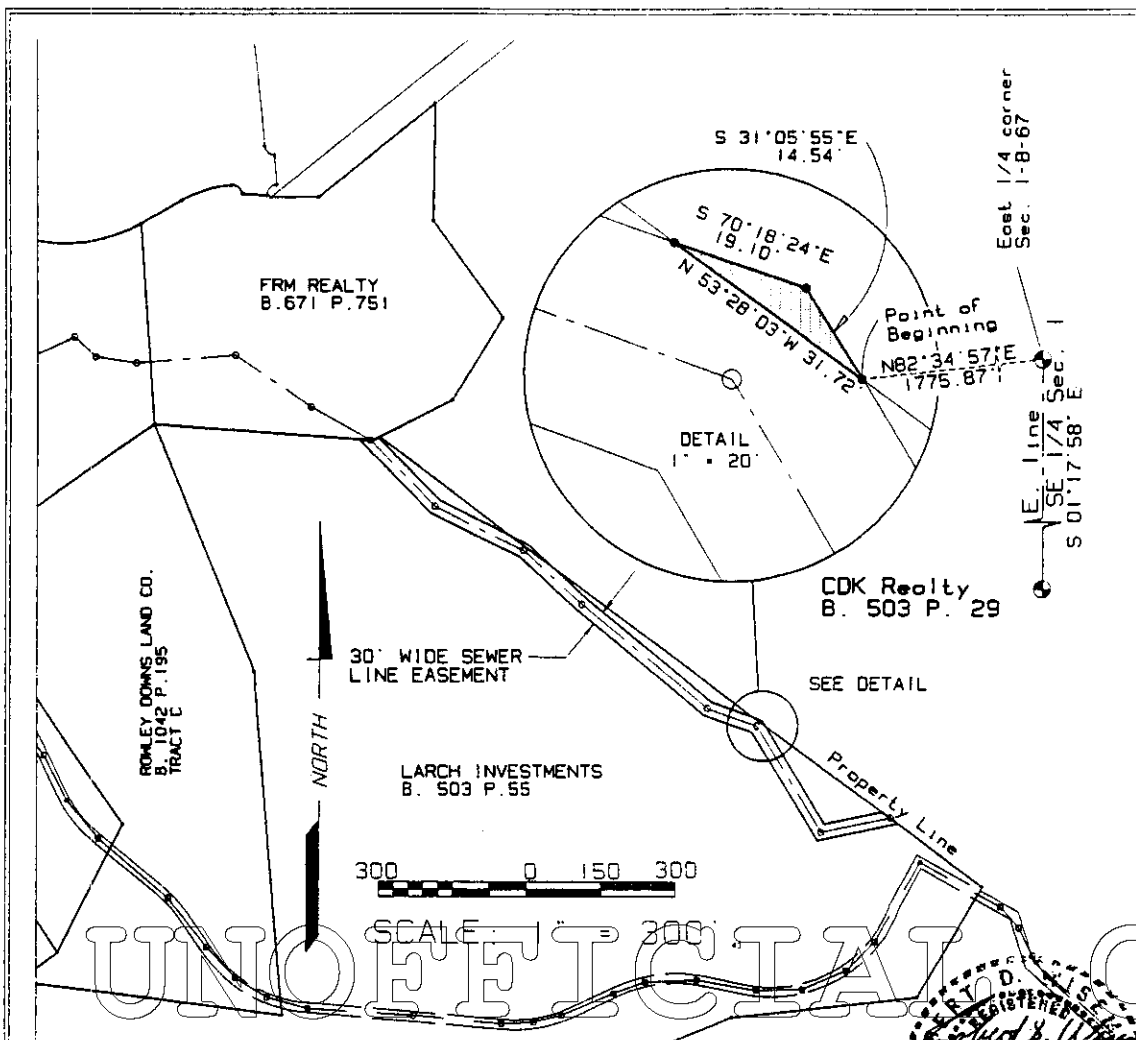 S 31°05'55"E
14.54'
East 1/4 corner
Sec. 1-8-67
S 70°18'24"E
19.10'
N 53°28'03"W 31.72'
Point of
Beginning
N82°34'57"E
1775.87'
FRM REALTY
B.671 P.751
DETAIL
1" = 20'
E. line
SE 1/4 Sec. 1
S 01°17'58" E
CDK Realty
B. 503 P. 29
30' WIDE SEWER
LINE EASEMENT
SEE DETAIL
ROWLEY DOWNS LAND CO.
B. 1042 P.195
TRACT C
NORTH
LARCH INVESTMENTS
B. 503 P.55
Property Line
300 0 150 300
SCALE: 1" = 300'
UNOFFICIAL C
D.
REGISTERED